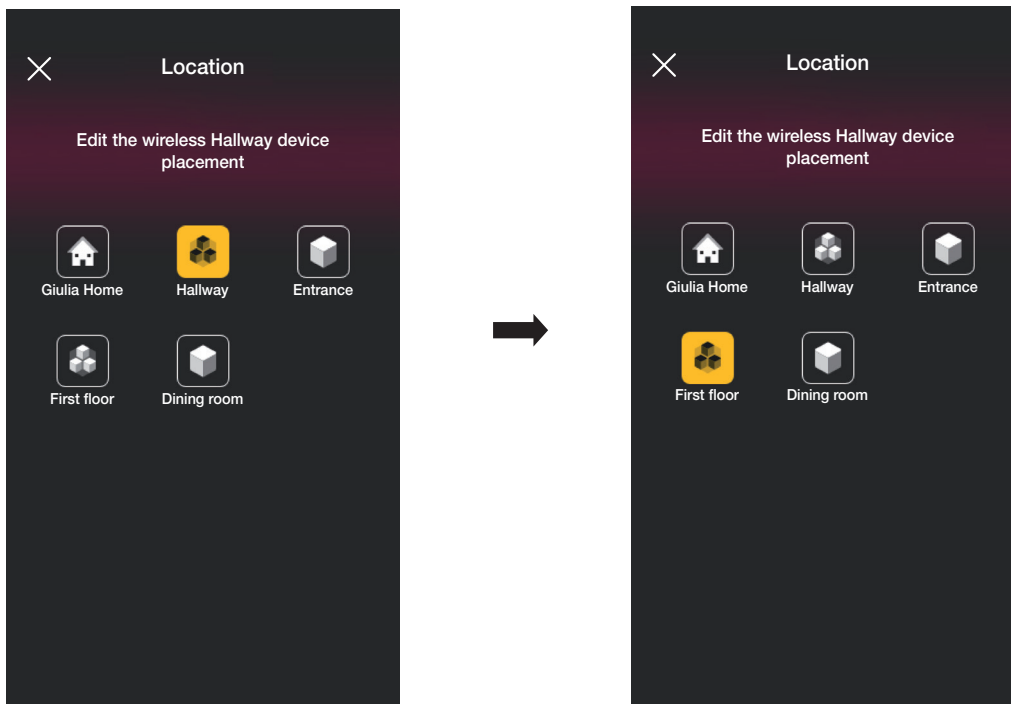 Location
Edit the wireless Hallway device
placement
Giulia Home
Hallway
Entrance
First floor
Dining room
Location
Edit the wireless Hallway device
placement
Giulia Home
Hallway
Entrance
First floor
Dining room